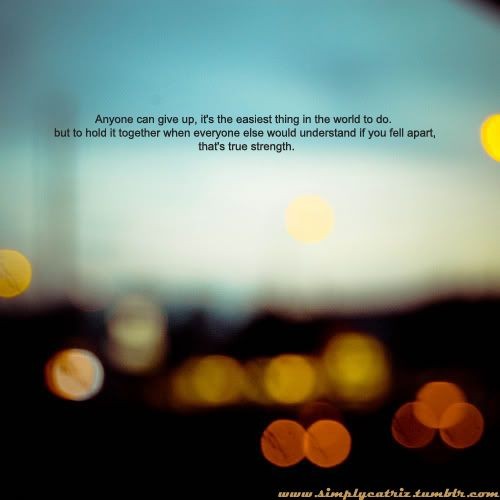 Anyone can give up, it's the easiest thing in the world to do.
but to hold it together when everyone else would understand if you fell apart,
that's true strength.
www.simplycatriz.tumblr.com